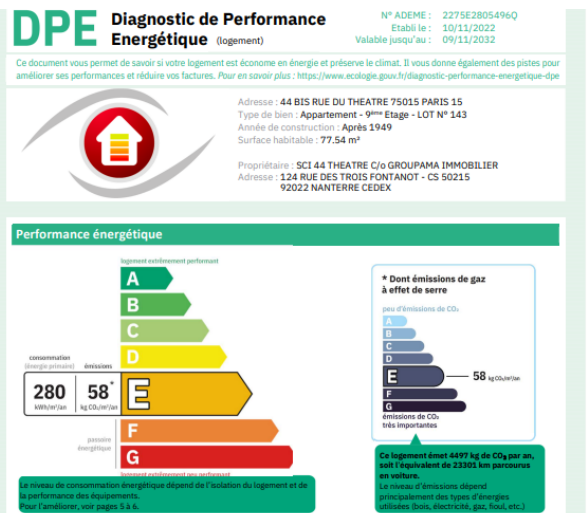 DPE
Diagnostic de Performance
Energétique (logement)
N° ADEME : 2275E2805496Q
Etabli le : 10/11/2022
Valable jusqu'au : 09/11/2032
Ce document vous permet de savoir si votre logement est économe en énergie et préserve le climat. Il vous donne également des pistes pour
améliorer ses performances et réduire vos factures. Pour en savoir plus : https://www.ecologie.gouv.fr/diagnostic-performance-energetique-dpe
Adresse : 44 BIS RUE DU THEATRE 75015 PARIS 15
Type de bien : Appartement - 9ème Etage - LOT N° 143
Année de construction : Après 1949
Surface habitable : 77.54 m²
Propriétaire : SCI 44 THEATRE C/o GROUPAMA IMMOBILIER
Adresse : 124 RUE DES TROIS FONTANOT - CS 50215
92022 NANTERRE CEDEX
Performance énergétique
logement extrêmement performant
A
B
C
D
consommation
(énergie primaire)
émissions
280
kWh/m²/an
58*
kg CO₂/m²/an
E
F
G
passoire
énergétique
logement extrêmement peu performant
Le niveau de consommation énergétique dépend de l'isolation du logement et de
la performance des équipements.
Pour l'améliorer, voir pages 5 à 6.
* Dont émissions de gaz
à effet de serre
peu d'émissions de CO₂
A
B
C
D
E
58 kg CO₂/m²/an
F
G
émissions de CO₂
très importantes
Ce logement émet 4497 kg de CO₂ par an,
soit l'équivalent de 23301 km parcourus
en voiture.
Le niveau d'émissions dépend
principalement des types d'énergies
utilisées (bois, électricité, gaz, fioul, etc.)